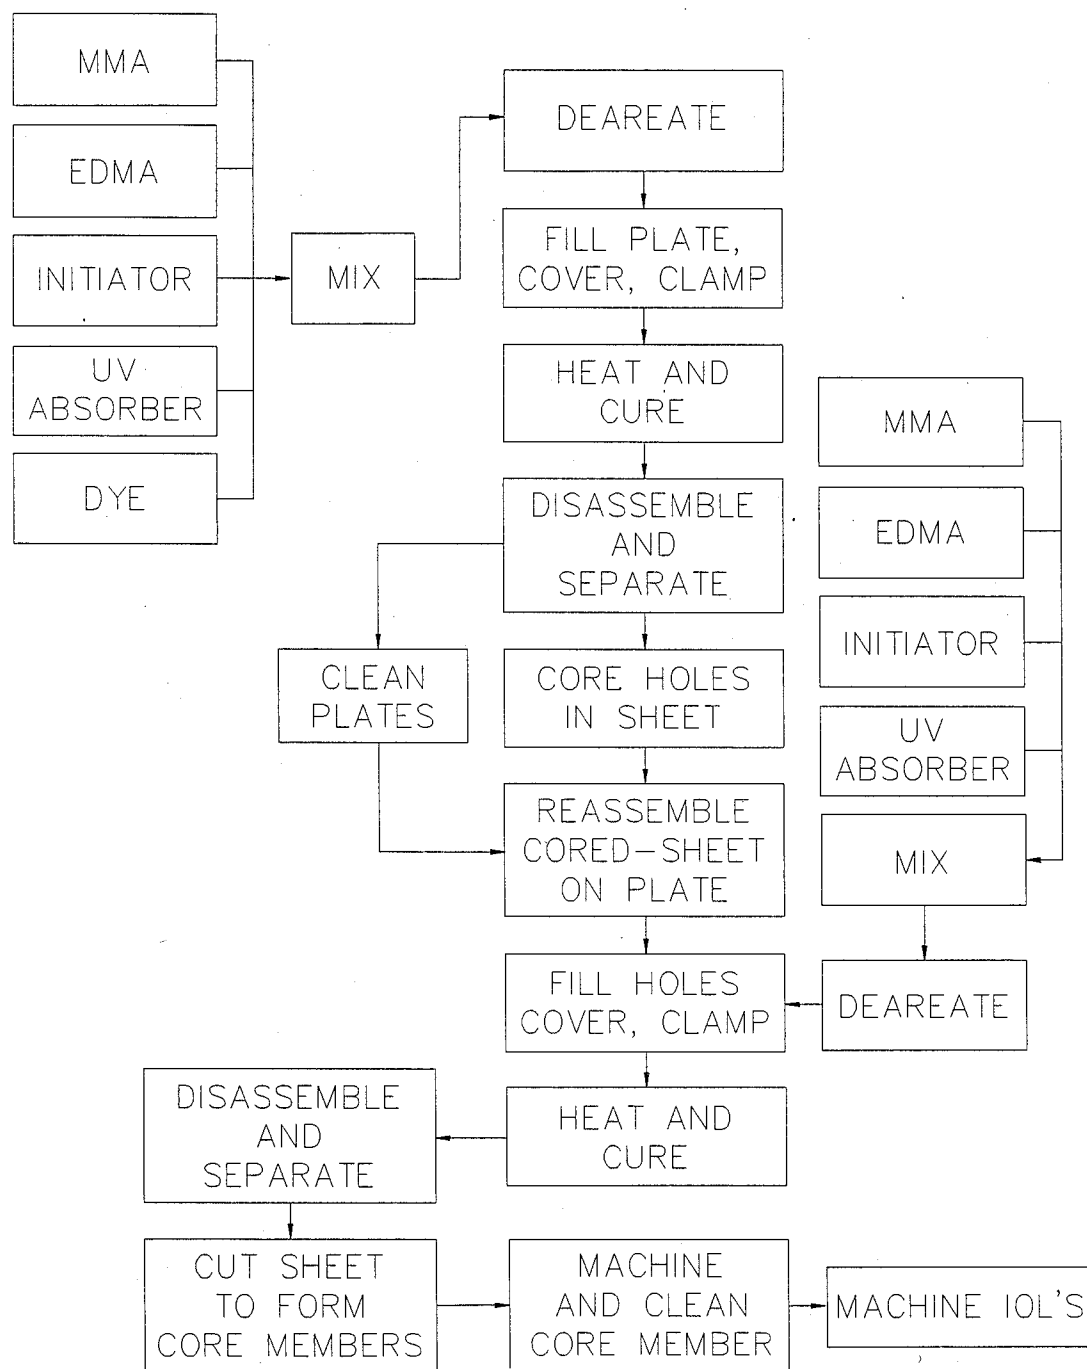 MMA
EDMA
INITIATOR
UV
ABSORBER
DYE
MIX
DEAREATE
FILL PLATE,
COVER, CLAMP
HEAT AND
CURE
DISASSEMBLE
AND
SEPARATE
CLEAN
PLATES
CORE HOLES
IN SHEET
REASSEMBLE
CORED-SHEET
ON PLATE
MMA
EDMA
INITIATOR
UV
ABSORBER
MIX
DEAREATE
FILL HOLES
COVER, CLAMP
HEAT AND
CURE
DISASSEMBLE
AND
SEPARATE
CUT SHEET
TO FORM
CORE MEMBERS
MACHINE
AND CLEAN
CORE MEMBER
MACHINE IOL'S